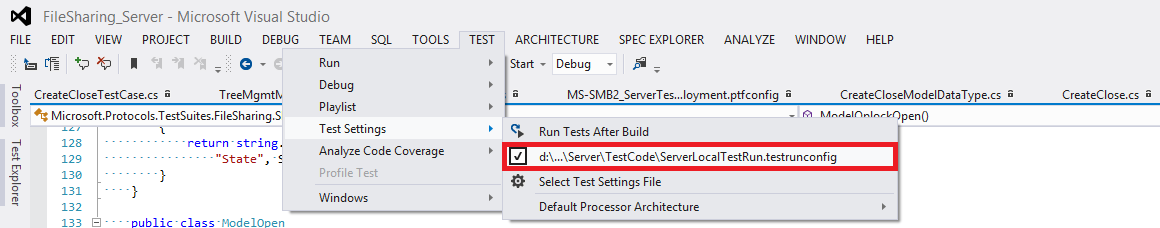 FileSharing_Server - Microsoft Visual Studio
FILE EDIT VIEW PROJECT BUILD DEBUG TEAM SQL TOOLS TEST ARCHITECTURE SPEC EXPLORER ANALYZE WINDOW HELP
Start Debug
Toolbox
Test Explorer
CreateCloseTestCase.cs TreeMgmtM MS-SMB2_ServerTes...loyment.ptfconfig CreateCloseModelDataType.cs CreateClose.cs
Microsoft.Protocols.TestSuites.FileSharing.S ModelOplockOpen()
Run
Debug
Playlist
Test Settings
Analyze Code Coverage
Profile Test
Windows
Run Tests After Build
d:\...\Server\TestCode\ServerLocalTestRun.testrunconfig
Select Test Settings File
Default Processor Architecture
127 {
128 return string.
129 "State", S
130 }
131 }
132
133 public class ModelOpen